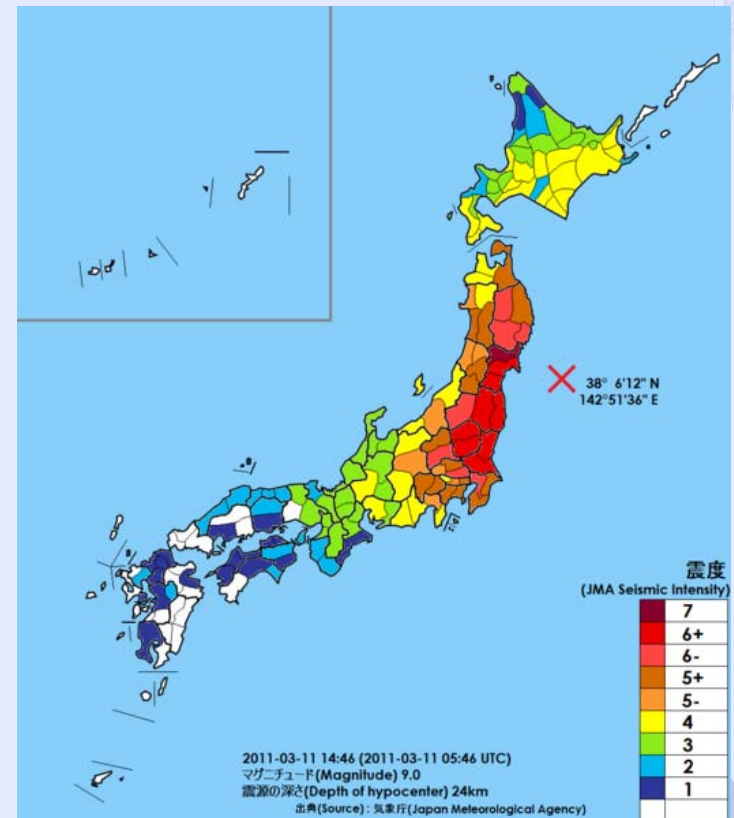 38° 6'12" N
142°51'36" E
震度
(JMA Seismic Intensity)
7
6+
6-
5+
5-
4
3
2
1
2011-03-11 14:46 (2011-03-11 05:46 UTC)
マグニチュード(Magnitude) 9.0
震源の深さ(Depth of hypocenter) 24km
出典(Source) : 気象庁(Japan Meteorological Agency)